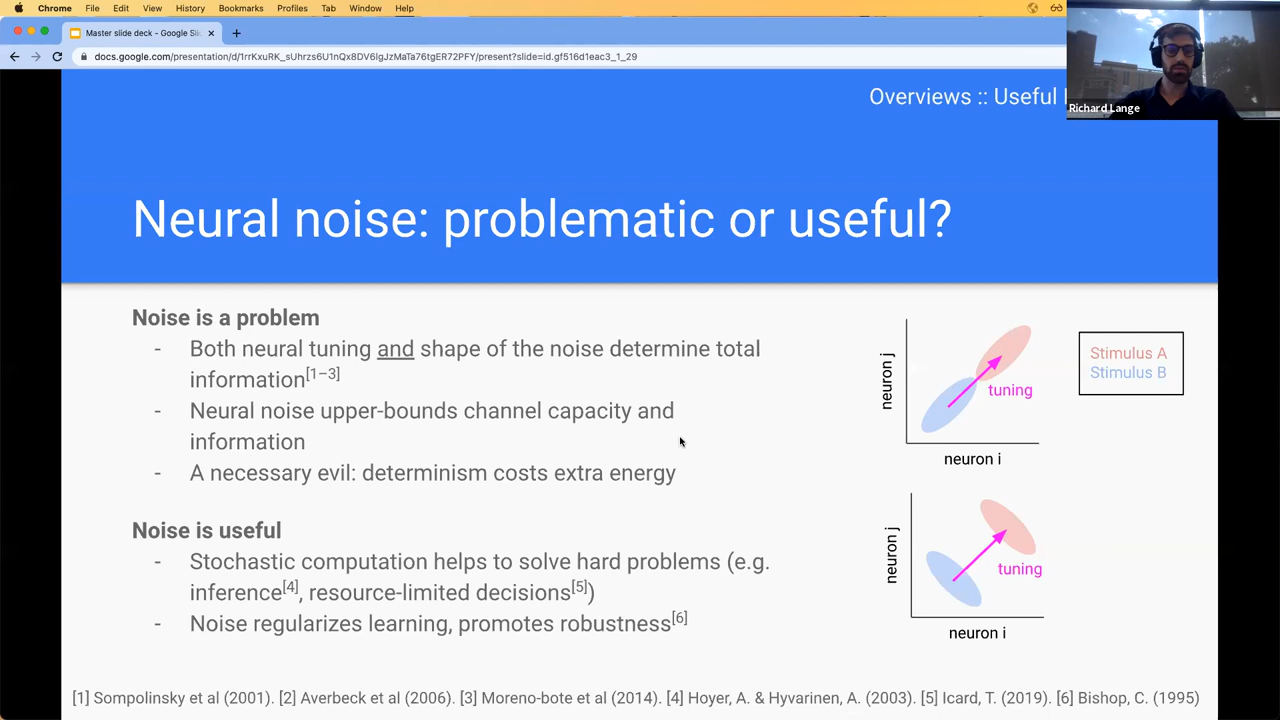 Chrome File Edit View History Bookmarks Profiles Tab Window Help
Master slide deck - Google Sli
docs.google.com/presentation/d/1rrKxuRK_sUhrzs6U1nQx8DV6IgJzMaTa76tgER72PFY/present?slide=id.gf516d1eac3_1_29
Richard Lange
Overviews :: Useful
Neural noise: problematic or useful?
Noise is a problem
- Both neural tuning and shape of the noise determine total
information[1–3]
- Neural noise upper-bounds channel capacity and
information
- A necessary evil: determinism costs extra energy
Noise is useful
- Stochastic computation helps to solve hard problems (e.g.
inference[4], resource-limited decisions[5])
- Noise regularizes learning, promotes robustness[6]
neuron j
tuning
neuron i
Stimulus A
Stimulus B
neuron j
tuning
neuron i
[1] Sompolinsky et al (2001). [2] Averbeck et al (2006). [3] Moreno-bote et al (2014). [4] Hoyer, A. & Hyvarinen, A. (2003). [5] Icard, T. (2019). [6] Bishop, C. (1995)